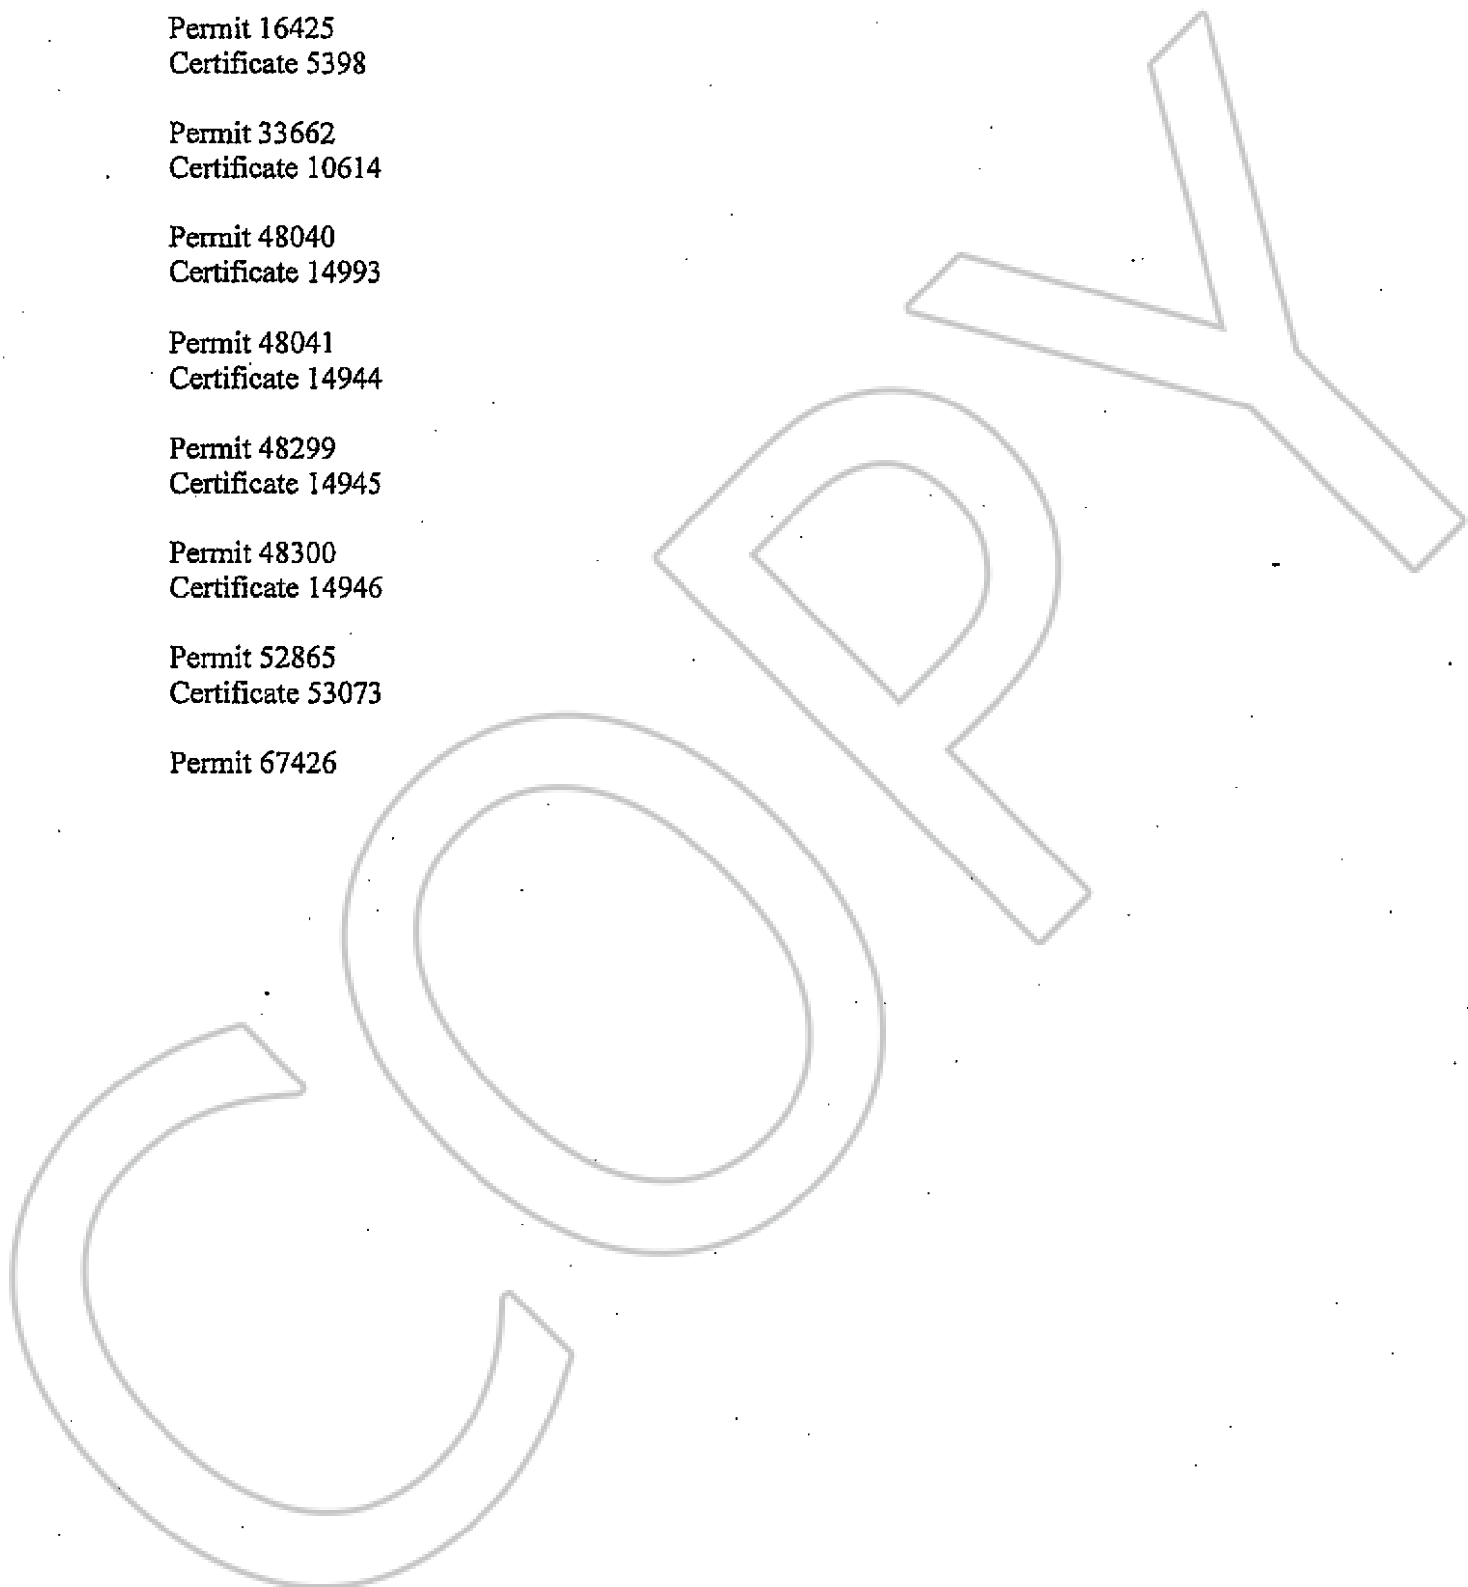 Permit 16425
Certificate 5398
Permit 33662
Certificate 10614
Permit 48040
Certificate 14993
Permit 48041
Certificate 14944
Permit 48299
Certificate 14945
Permit 48300
Certificate 14946
Permit 52865
Certificate 53073
Permit 67426
COPY